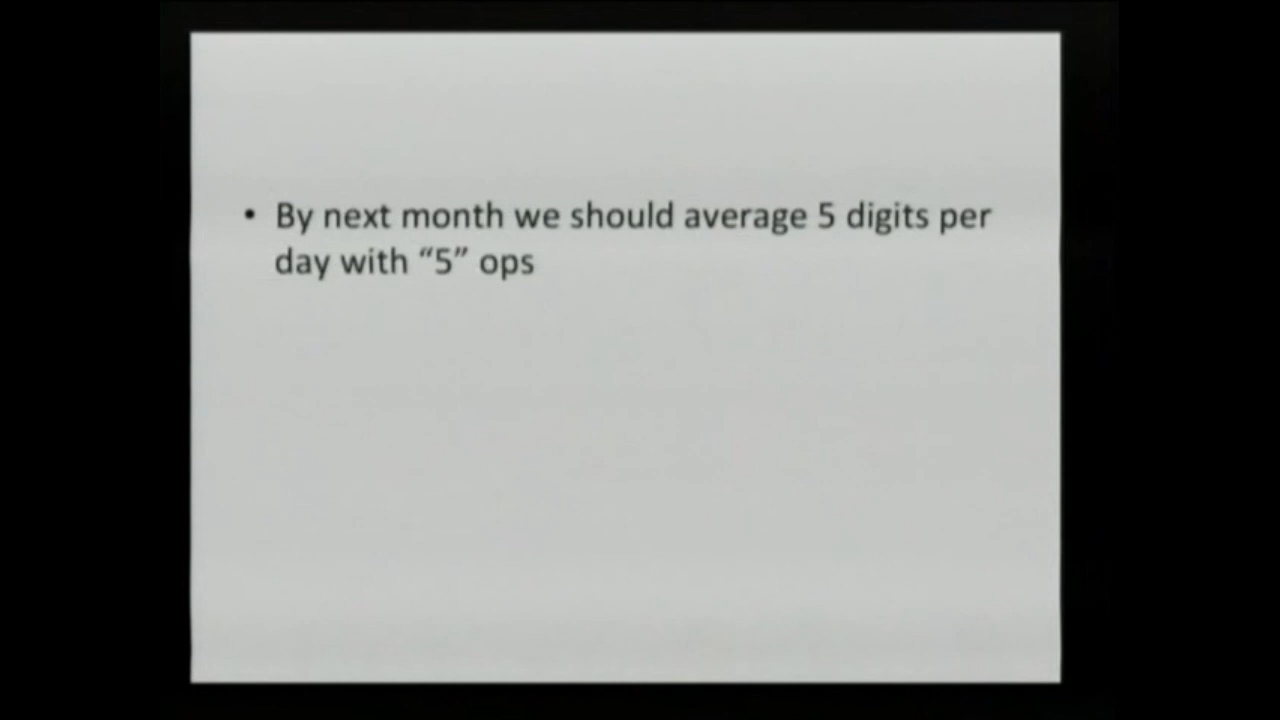 • By next month we should average 5 digits per
day with “5” ops